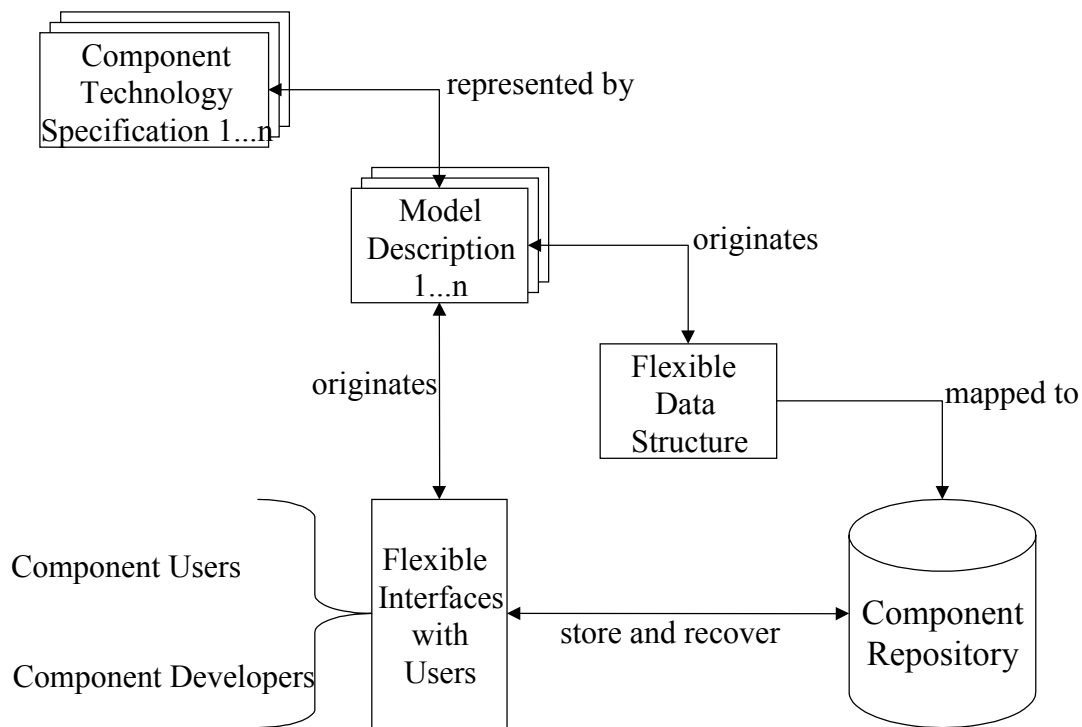 Component
Technology
Specification 1...n
represented by
Model
Description
1...n
originates
originates
Flexible
Data
Structure
mapped to
Component Users
Component Developers
Flexible
Interfaces
with
Users
store and recover
Component
Repository